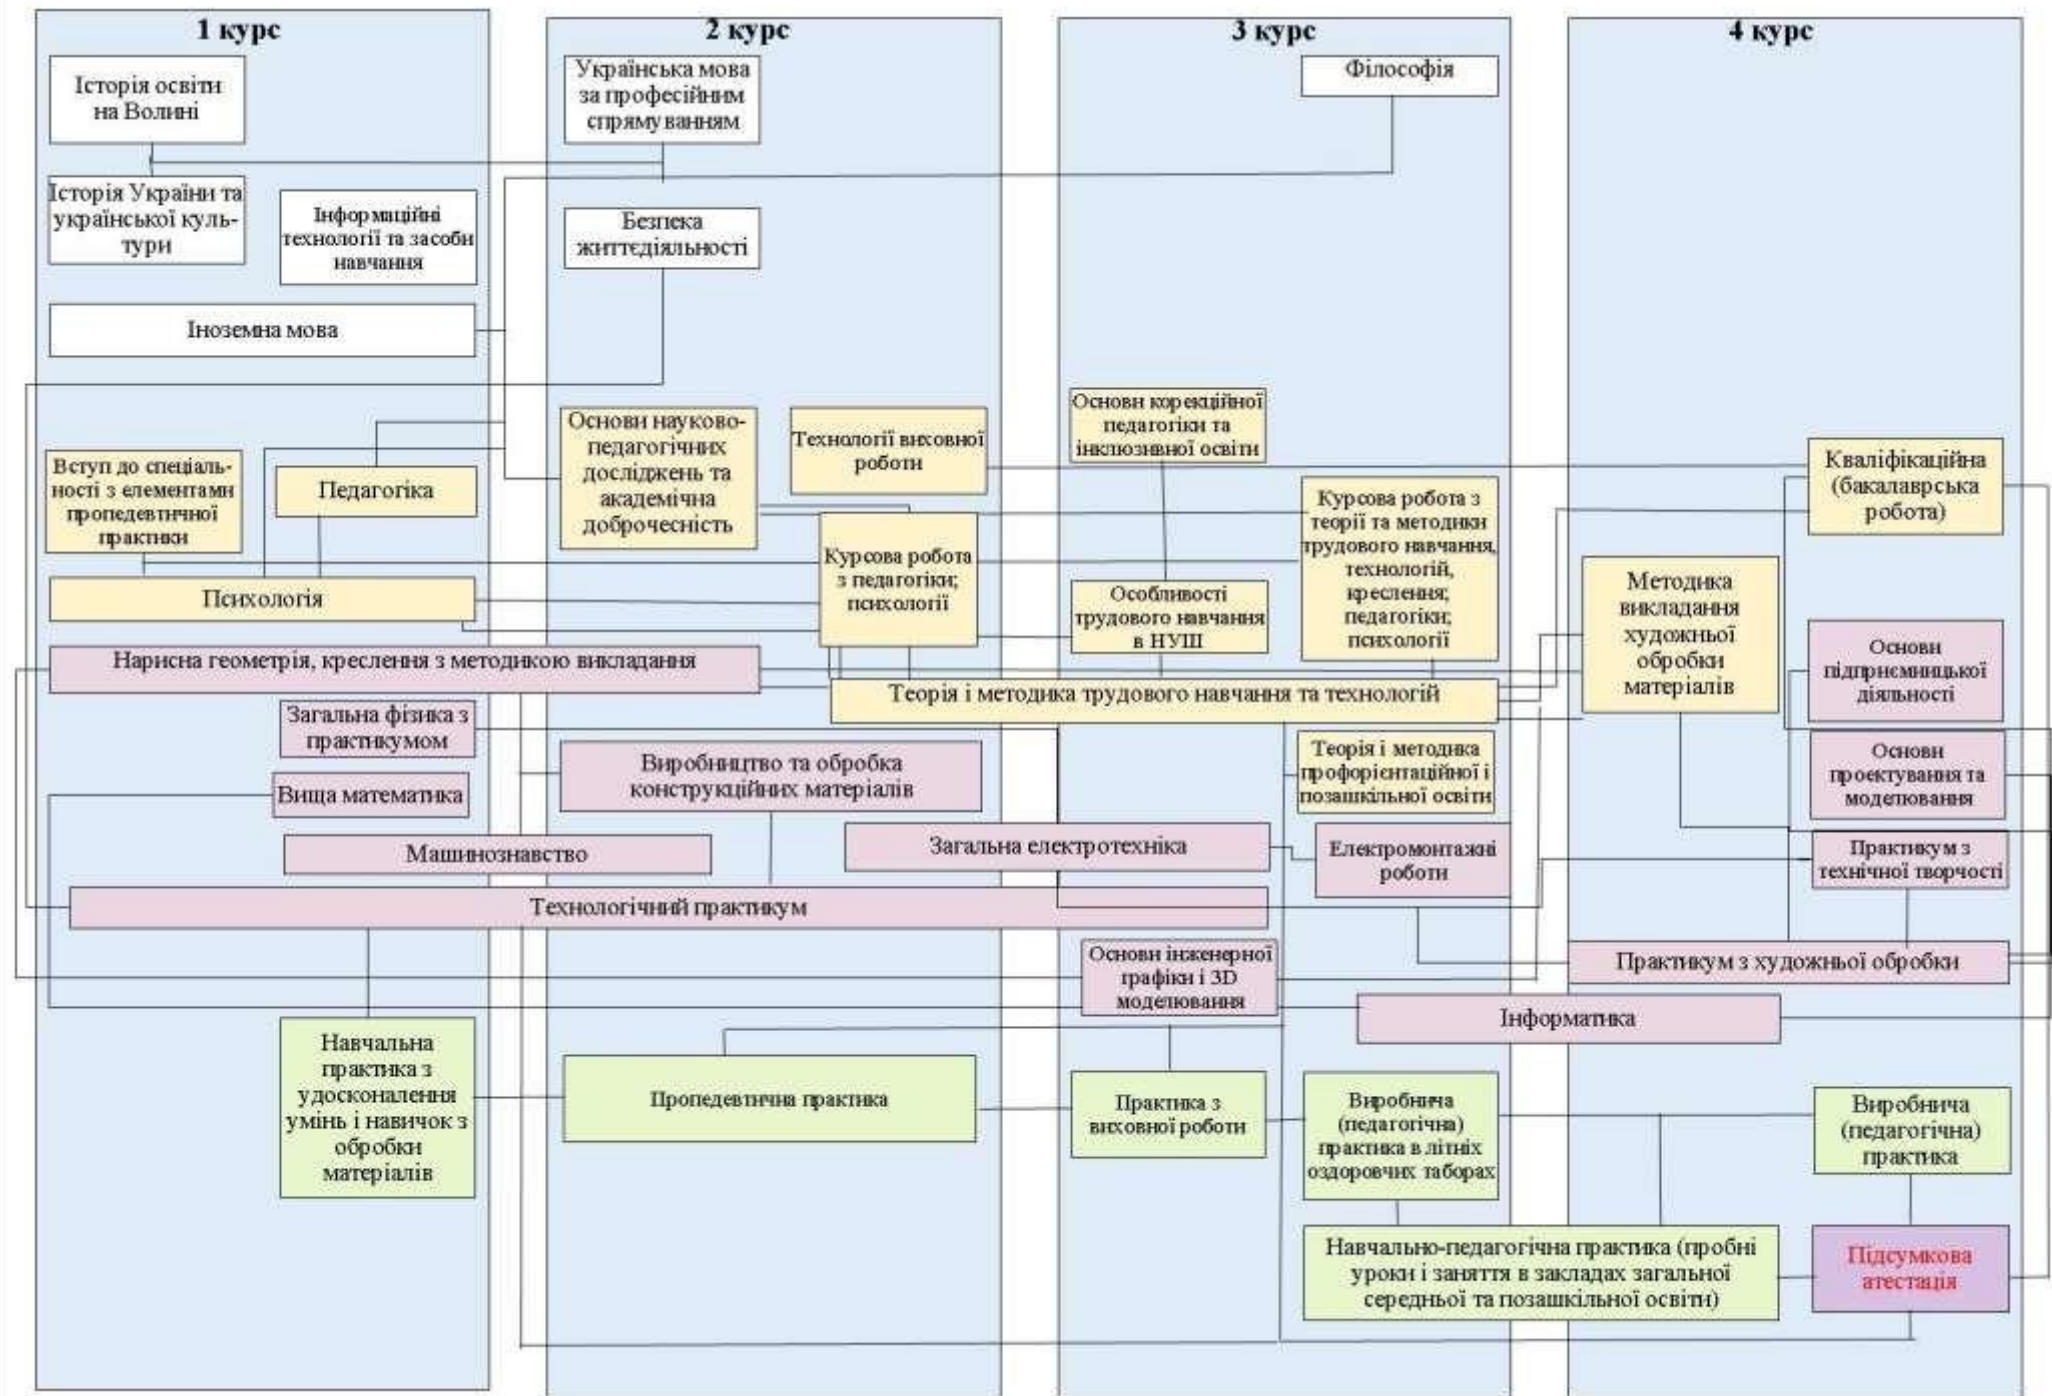 1 курс
Історія освіти
на Волині
Історія України та
української куль-
тури
Інформаційні
технології та засоби
навчання
Іноземна мова
Вступ до спеціаль-
ності з елементами
пропедевтичної
практики
Педагогіка
Психологія
Нарисна геометрія, креслення з методикою викладання
Загальна фізика з
практикумом
Вища математика
Машинознавство
Технологічний практикум
Навчальна
практика з
удосконалення
умінь і навичок з
обробки
матеріалів
2 курс
Українська мова
за професійним
спрямуванням
Безпека
життєдіяльності
Основи науково-
педагогічних
досліджень та
академічна
доброчесність
Технології виховної
роботи
Курсова робота
з педагогіки;
психології
Теорія і методика трудового навчання та технологій
Виробництво та обробка
конструкційних матеріалів
Загальна електротехніка
Пропедевтична практика
3 курс
Філософія
Основи корекційної
педагогіки та
інклюзивної освіти
Курсова робота з
теорії та методики
трудового навчання,
технологій,
креслення;
педагогіки;
психології
Особливості
трудового навчання
в НУШ
Теорія і методика
профорієнтаційної і
позашкільної освіти
Електромонтажні
роботи
Основи інженерної
графіки і 3D
моделювання
Інформатика
Практика з
виховної роботи
Виробнича
(педагогічна)
практика в літніх
оздоровчих таборах
Навчально-педагогічна практика (пробні
уроки і заняття в закладах загальної
середньої та позашкільної освіти)
4 курс
Кваліфікаційна
(бакалаврська
робота)
Методика
викладання
художньої
обробки
матеріалів
Основи
підприємницької
діяльності
Основи
проектування та
моделювання
Практикум з
технічної творчості
Практикум з художньої обробки
Виробнича
(педагогічна)
практика
Підсумкова
атестація